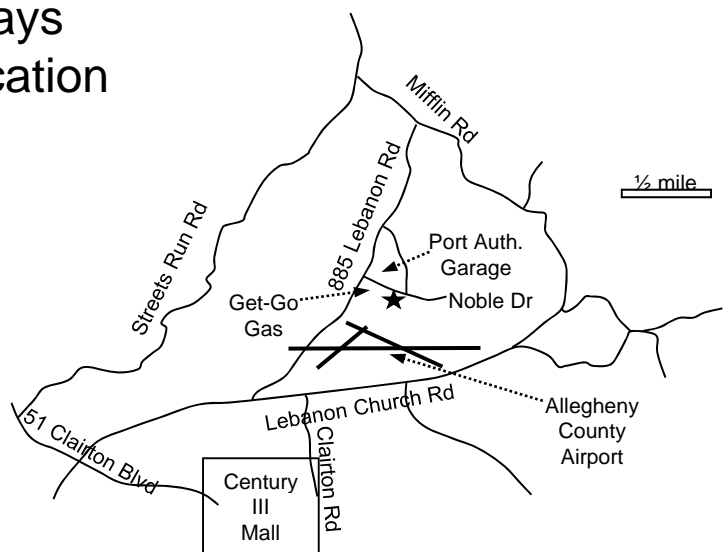 ays
cation
Mifflin Rd
½ mile
885 Lebanon Rd
Streets Run Rd
Port Auth.
Garage
Get-Go
Gas
Noble Dr
Lebanon Church Rd
Allegheny
County
Airport
51 Clairton Blvd
Clairton Rd
Century
III
Mall